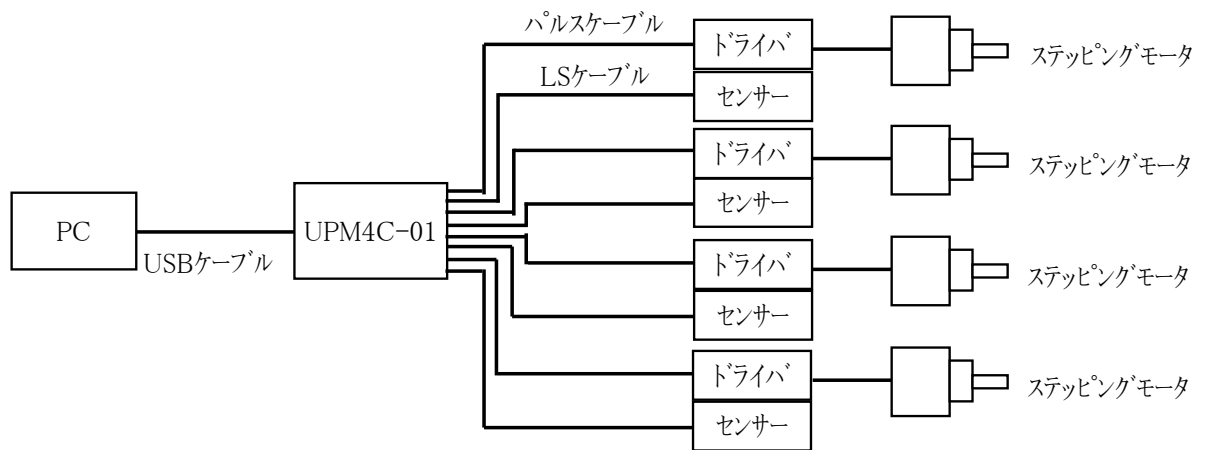 パルスケーブル
ドライバ
ステッピングモータ
LSケーブル
センサー
ドライバ
ステッピングモータ
センサー
PC
UPM4C-01
USBケーブル
ドライバ
ステッピングモータ
センサー
ドライバ
ステッピングモータ
センサー